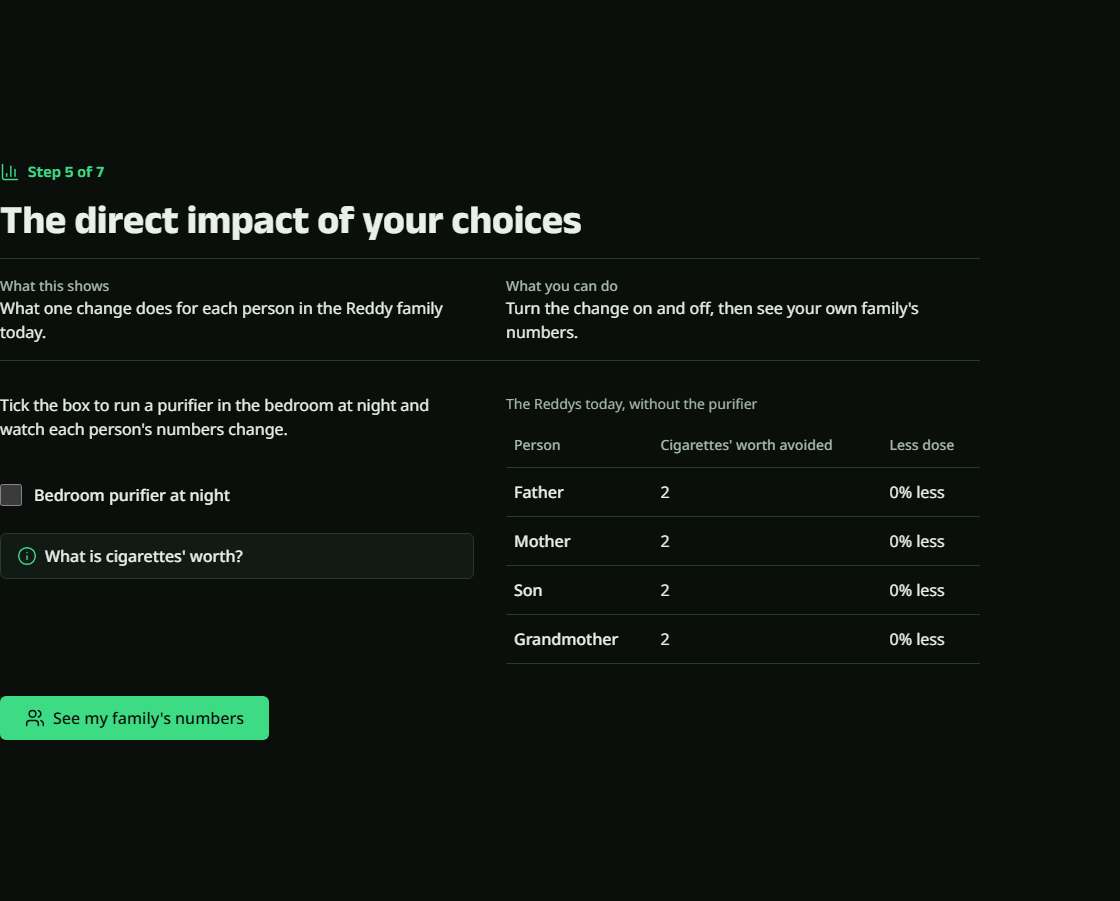 Step 5 of 7
The direct impact of your choices
What this shows
What one change does for each person in the Reddy family
today.
What you can do
Turn the change on and off, then see your own family's
numbers.
Tick the box to run a purifier in the bedroom at night and
watch each person's numbers change.
Bedroom purifier at night
What is cigarettes' worth?
The Reddys today, without the purifier
Person Cigarettes' worth avoided Less dose
Father 2 0% less
Mother 2 0% less
Son 2 0% less
Grandmother 2 0% less
See my family's numbers